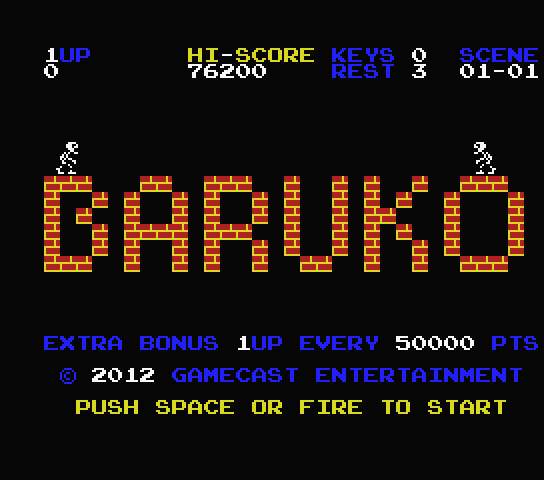 1UP HI-SCORE KEYS 0 SCENE
0 76200 REST 3 01-01
BARUKO
EXTRA BONUS 1UP EVERY 50000 PTS
© 2012 GAMECAST ENTERTAINMENT
PUSH SPACE OR FIRE TO START